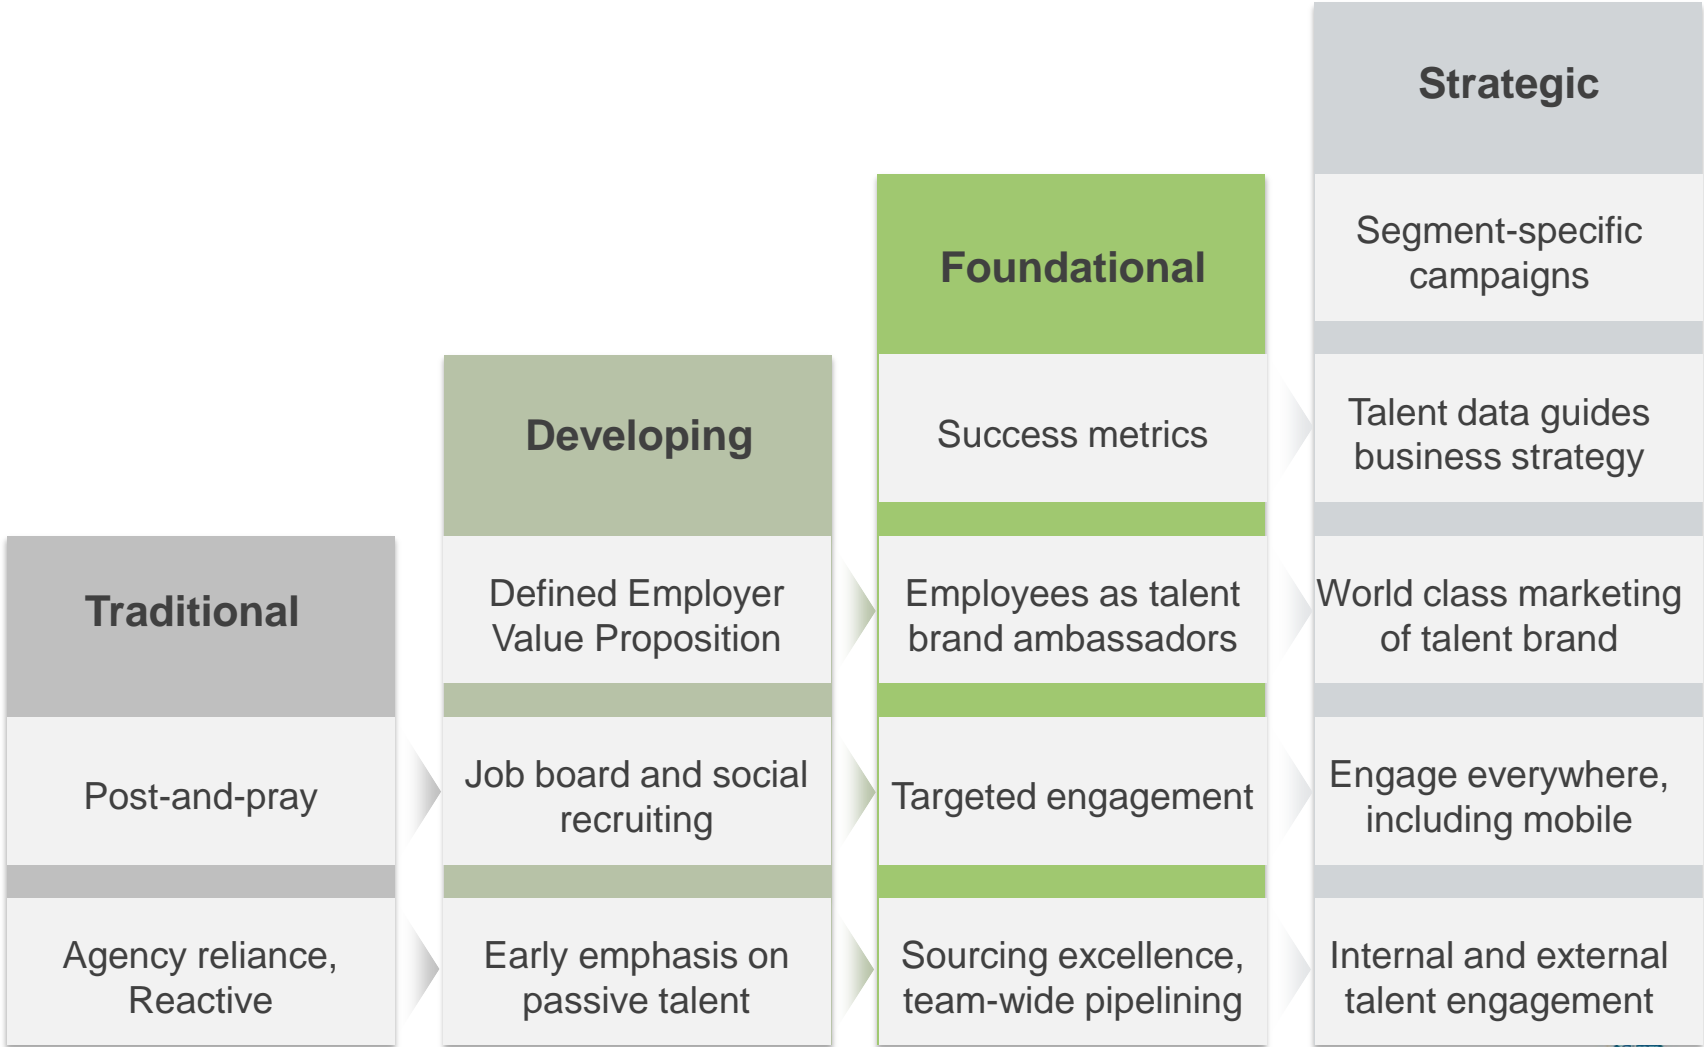 Strategic
Segment-specific
campaigns
Talent data guides
business strategy
World class marketing
of talent brand
Engage everywhere,
including mobile
Internal and external
talent engagement
Foundational
Success metrics
Employees as talent
brand ambassadors
Targeted engagement
Sourcing excellence,
team-wide pipelining
Developing
Defined Employer
Value Proposition
Job board and social
recruiting
Early emphasis on
passive talent
Traditional
Post-and-pray
Agency reliance,
Reactive